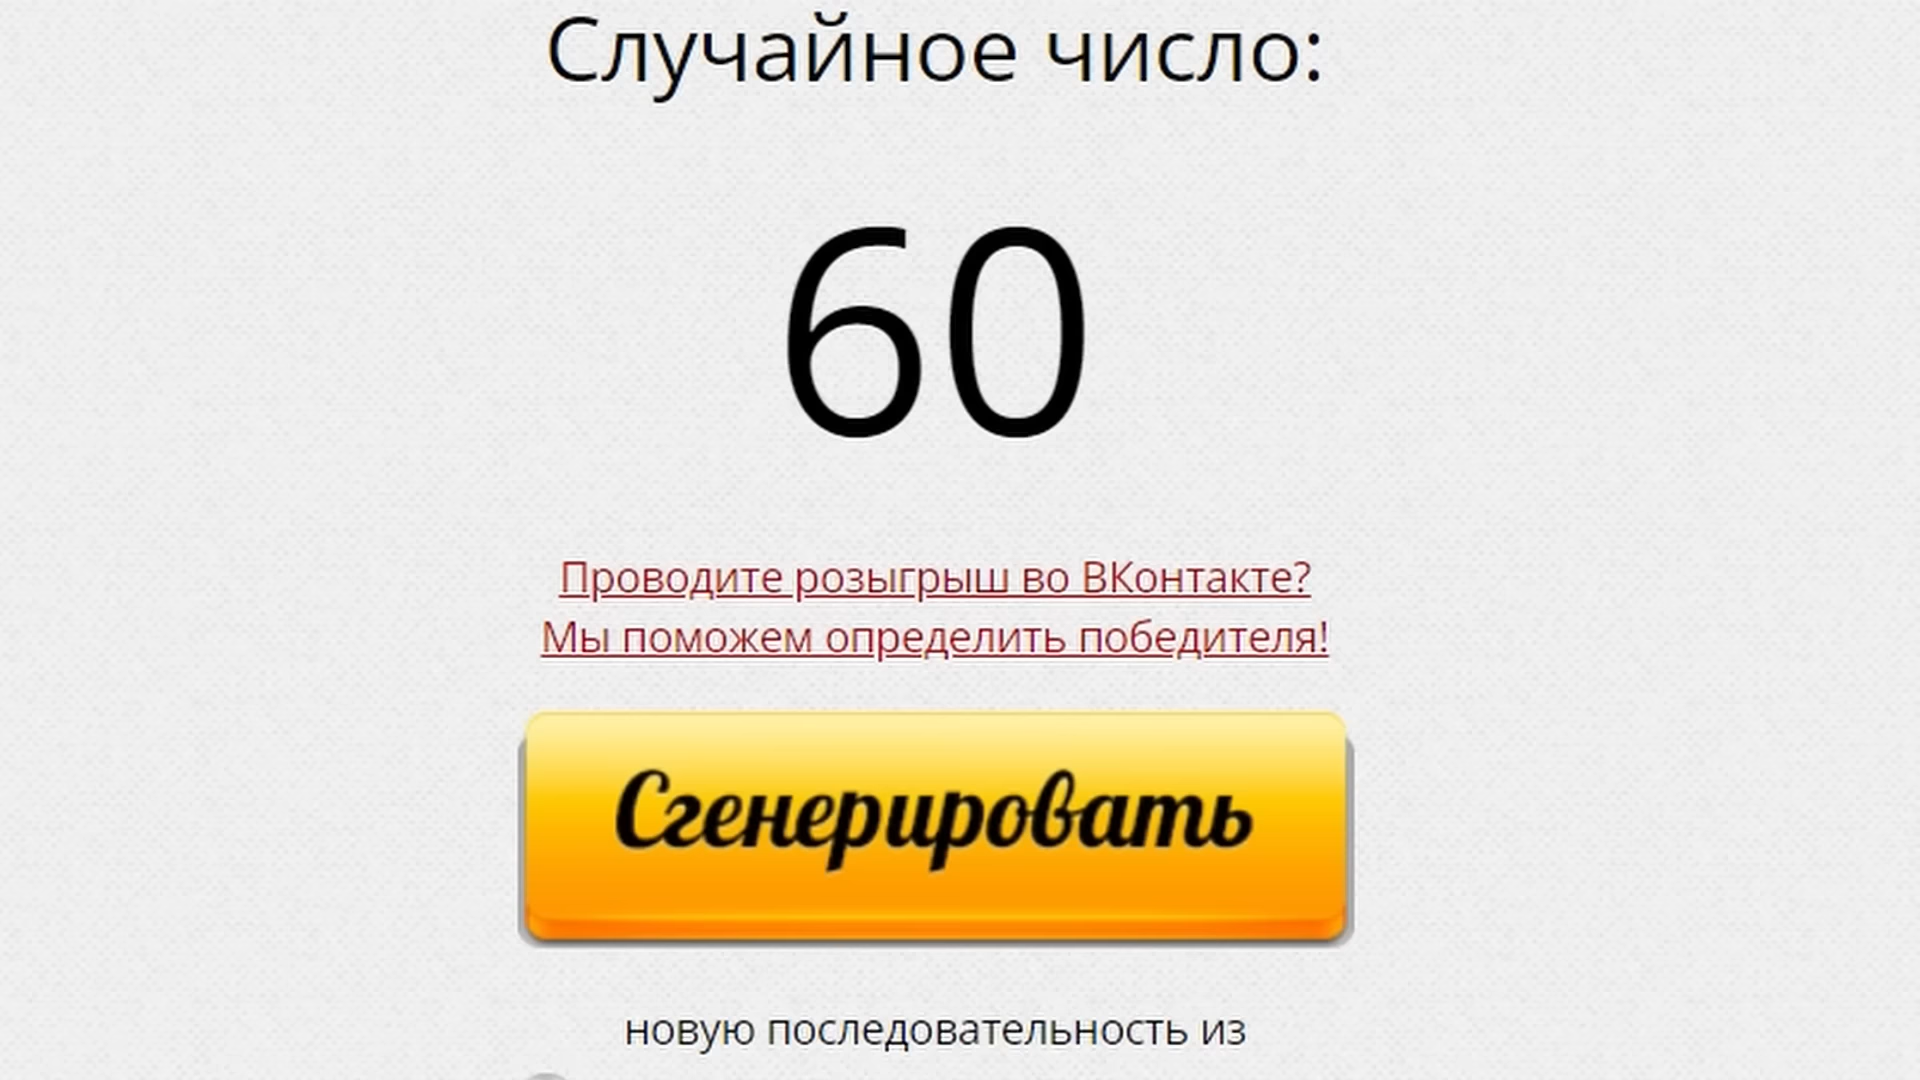 Случайное число:
60
Проводите розыгрыш во ВКонтакте?
Мы поможем определить победителя!
Сгенерировать
новую последовательность из